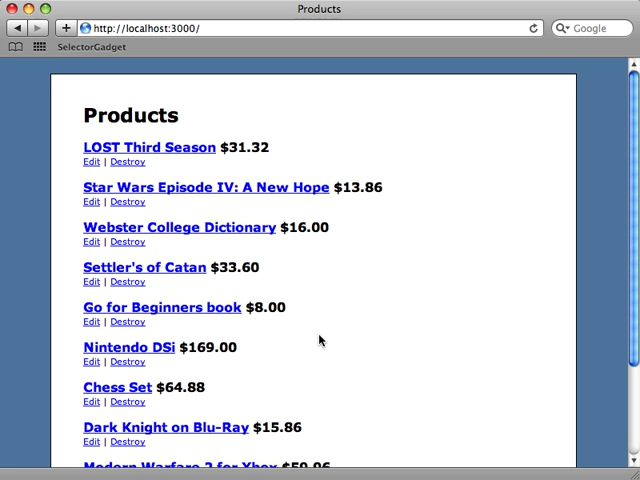 Products
http://localhost:3000/
Google
SelectorGadget
Products
LOST Third Season $31.32
Edit | Destroy
Star Wars Episode IV: A New Hope $13.86
Edit | Destroy
Webster College Dictionary $16.00
Edit | Destroy
Settler's of Catan $33.60
Edit | Destroy
Go for Beginners book $8.00
Edit | Destroy
Nintendo DSi $169.00
Edit | Destroy
Chess Set $64.88
Edit | Destroy
Dark Knight on Blu-Ray $15.86
Edit | Destroy
Modern Warfare 2 for Xbox $59.96